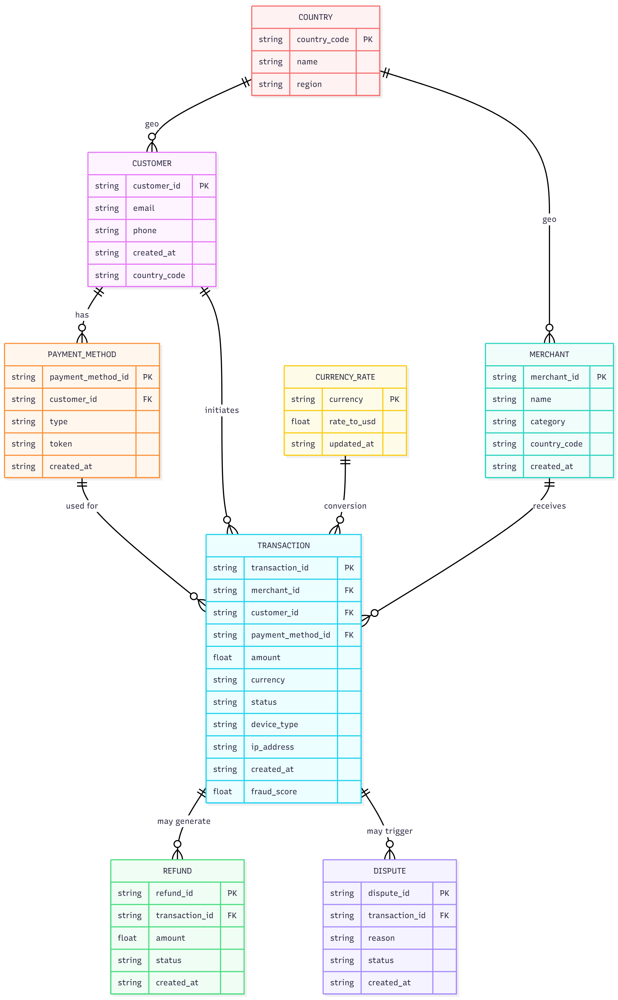 COUNTRY
string country_code PK
string name
string region
geo
geo
CUSTOMER
string customer_id PK
string email
string phone
string created_at
string country_code
has
initiates
PAYMENT_METHOD
string payment_method_id PK
string customer_id FK
string type
string token
string created_at
CURRENCY_RATE
string currency PK
float rate_to_usd
string updated_at
MERCHANT
string merchant_id PK
string name
string category
string country_code
string created_at
used for
conversion
receives
TRANSACTION
string transaction_id PK
string merchant_id FK
string customer_id FK
string payment_method_id FK
float amount
string currency
string status
string device_type
string ip_address
string created_at
float fraud_score
may generate
may trigger
REFUND
string refund_id PK
string transaction_id FK
float amount
string status
string created_at
DISPUTE
string dispute_id PK
string transaction_id FK
string reason
string status
string created_at